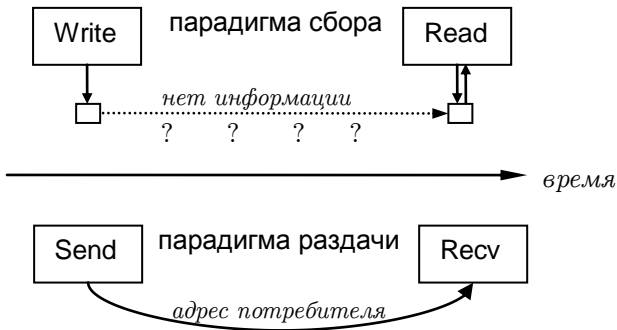 Write парадигма сбора Read
нет информации
? ? ? ?
время
Send парадигма раздачи Recv
адрес потребителя